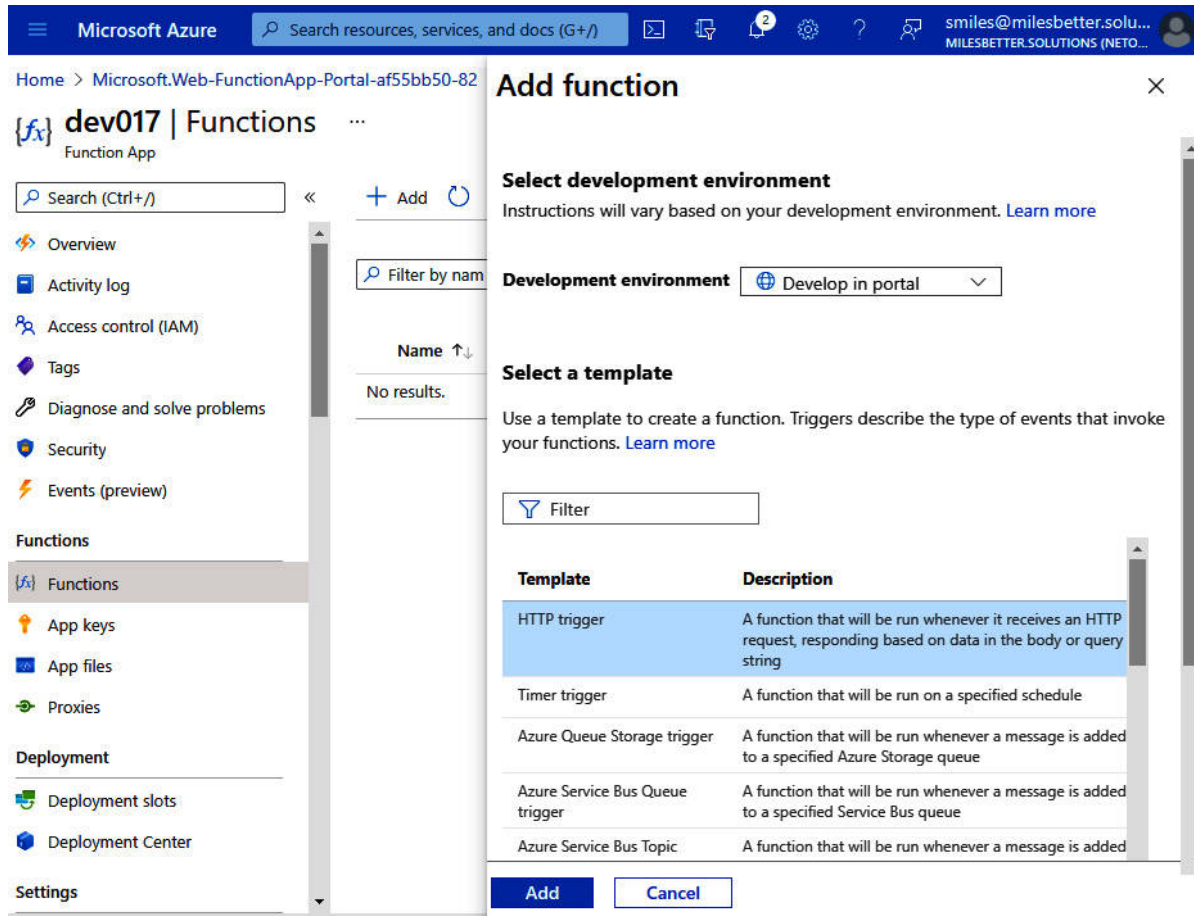 Microsoft Azure
Search resources, services, and docs (G+/)
2
smiles@milesbetter.solu...
MILESBETTER.SOLUTIONS (NETO...
Home > Microsoft.Web-FunctionApp-Portal-af55bb50-82
{fx} dev017 | Functions ...
Function App
Search (Ctrl+/)
«
Overview
Activity log
Access control (IAM)
Tags
Diagnose and solve problems
Security
Events (preview)
Functions
{fx} Functions
App keys
App files
Proxies
Deployment
Deployment slots
Deployment Center
Settings
+ Add
Filter by nam
Name ↑↓
No results.
Add function
Select development environment
Instructions will vary based on your development environment. Learn more
Development environment
Develop in portal
Select a template
Use a template to create a function. Triggers describe the type of events that invoke
your functions. Learn more
Filter
Template Description
HTTP trigger A function that will be run whenever it receives an HTTP
request, responding based on data in the body or query
string
Timer trigger A function that will be run on a specified schedule
Azure Queue Storage trigger A function that will be run whenever a message is added
to a specified Azure Storage queue
Azure Service Bus Queue A function that will be run whenever a message is added
trigger to a specified Service Bus queue
Azure Service Bus Topic A function that will be run whenever a message is added
Add Cancel